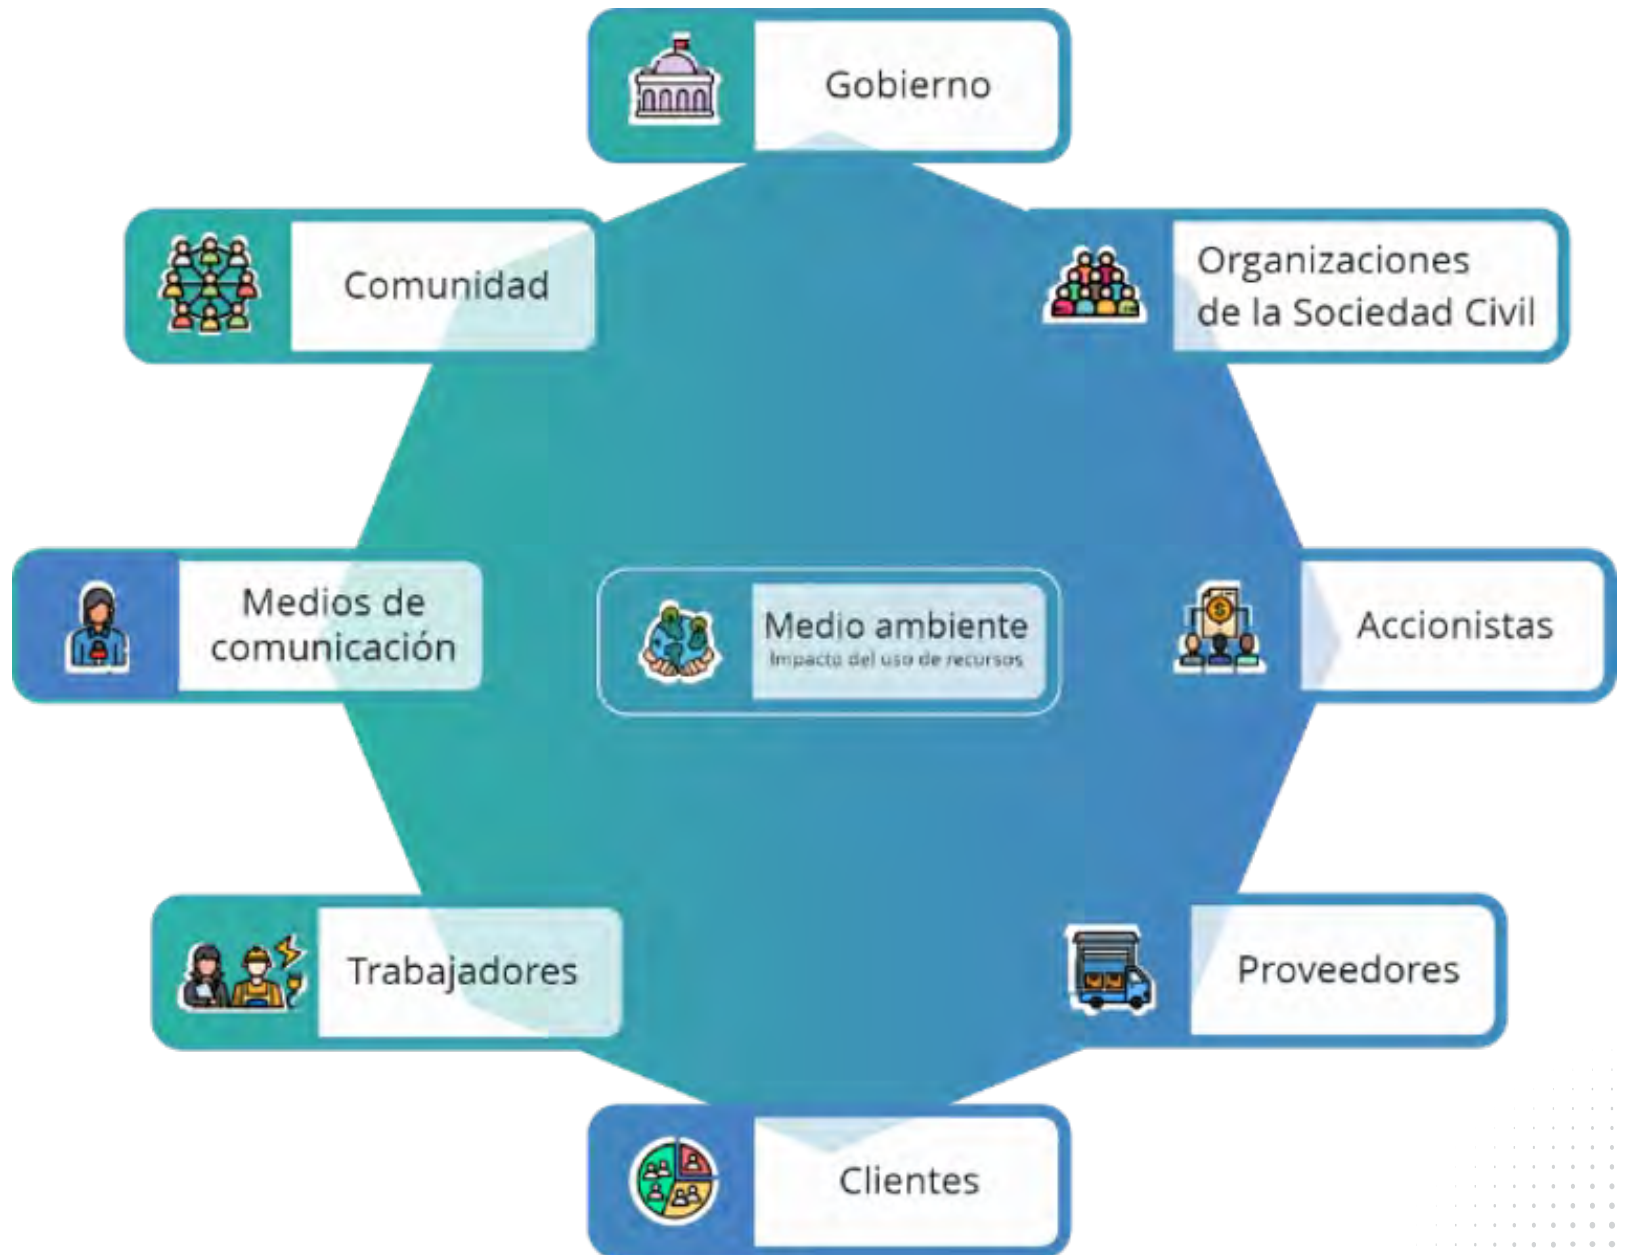 Gobierno
Comunidad
Organizaciones
de la Sociedad Civil
Medios de
comunicación
Medio ambiente
Impacto del uso de recursos
Accionistas
Trabajadores
Proveedores
Clientes